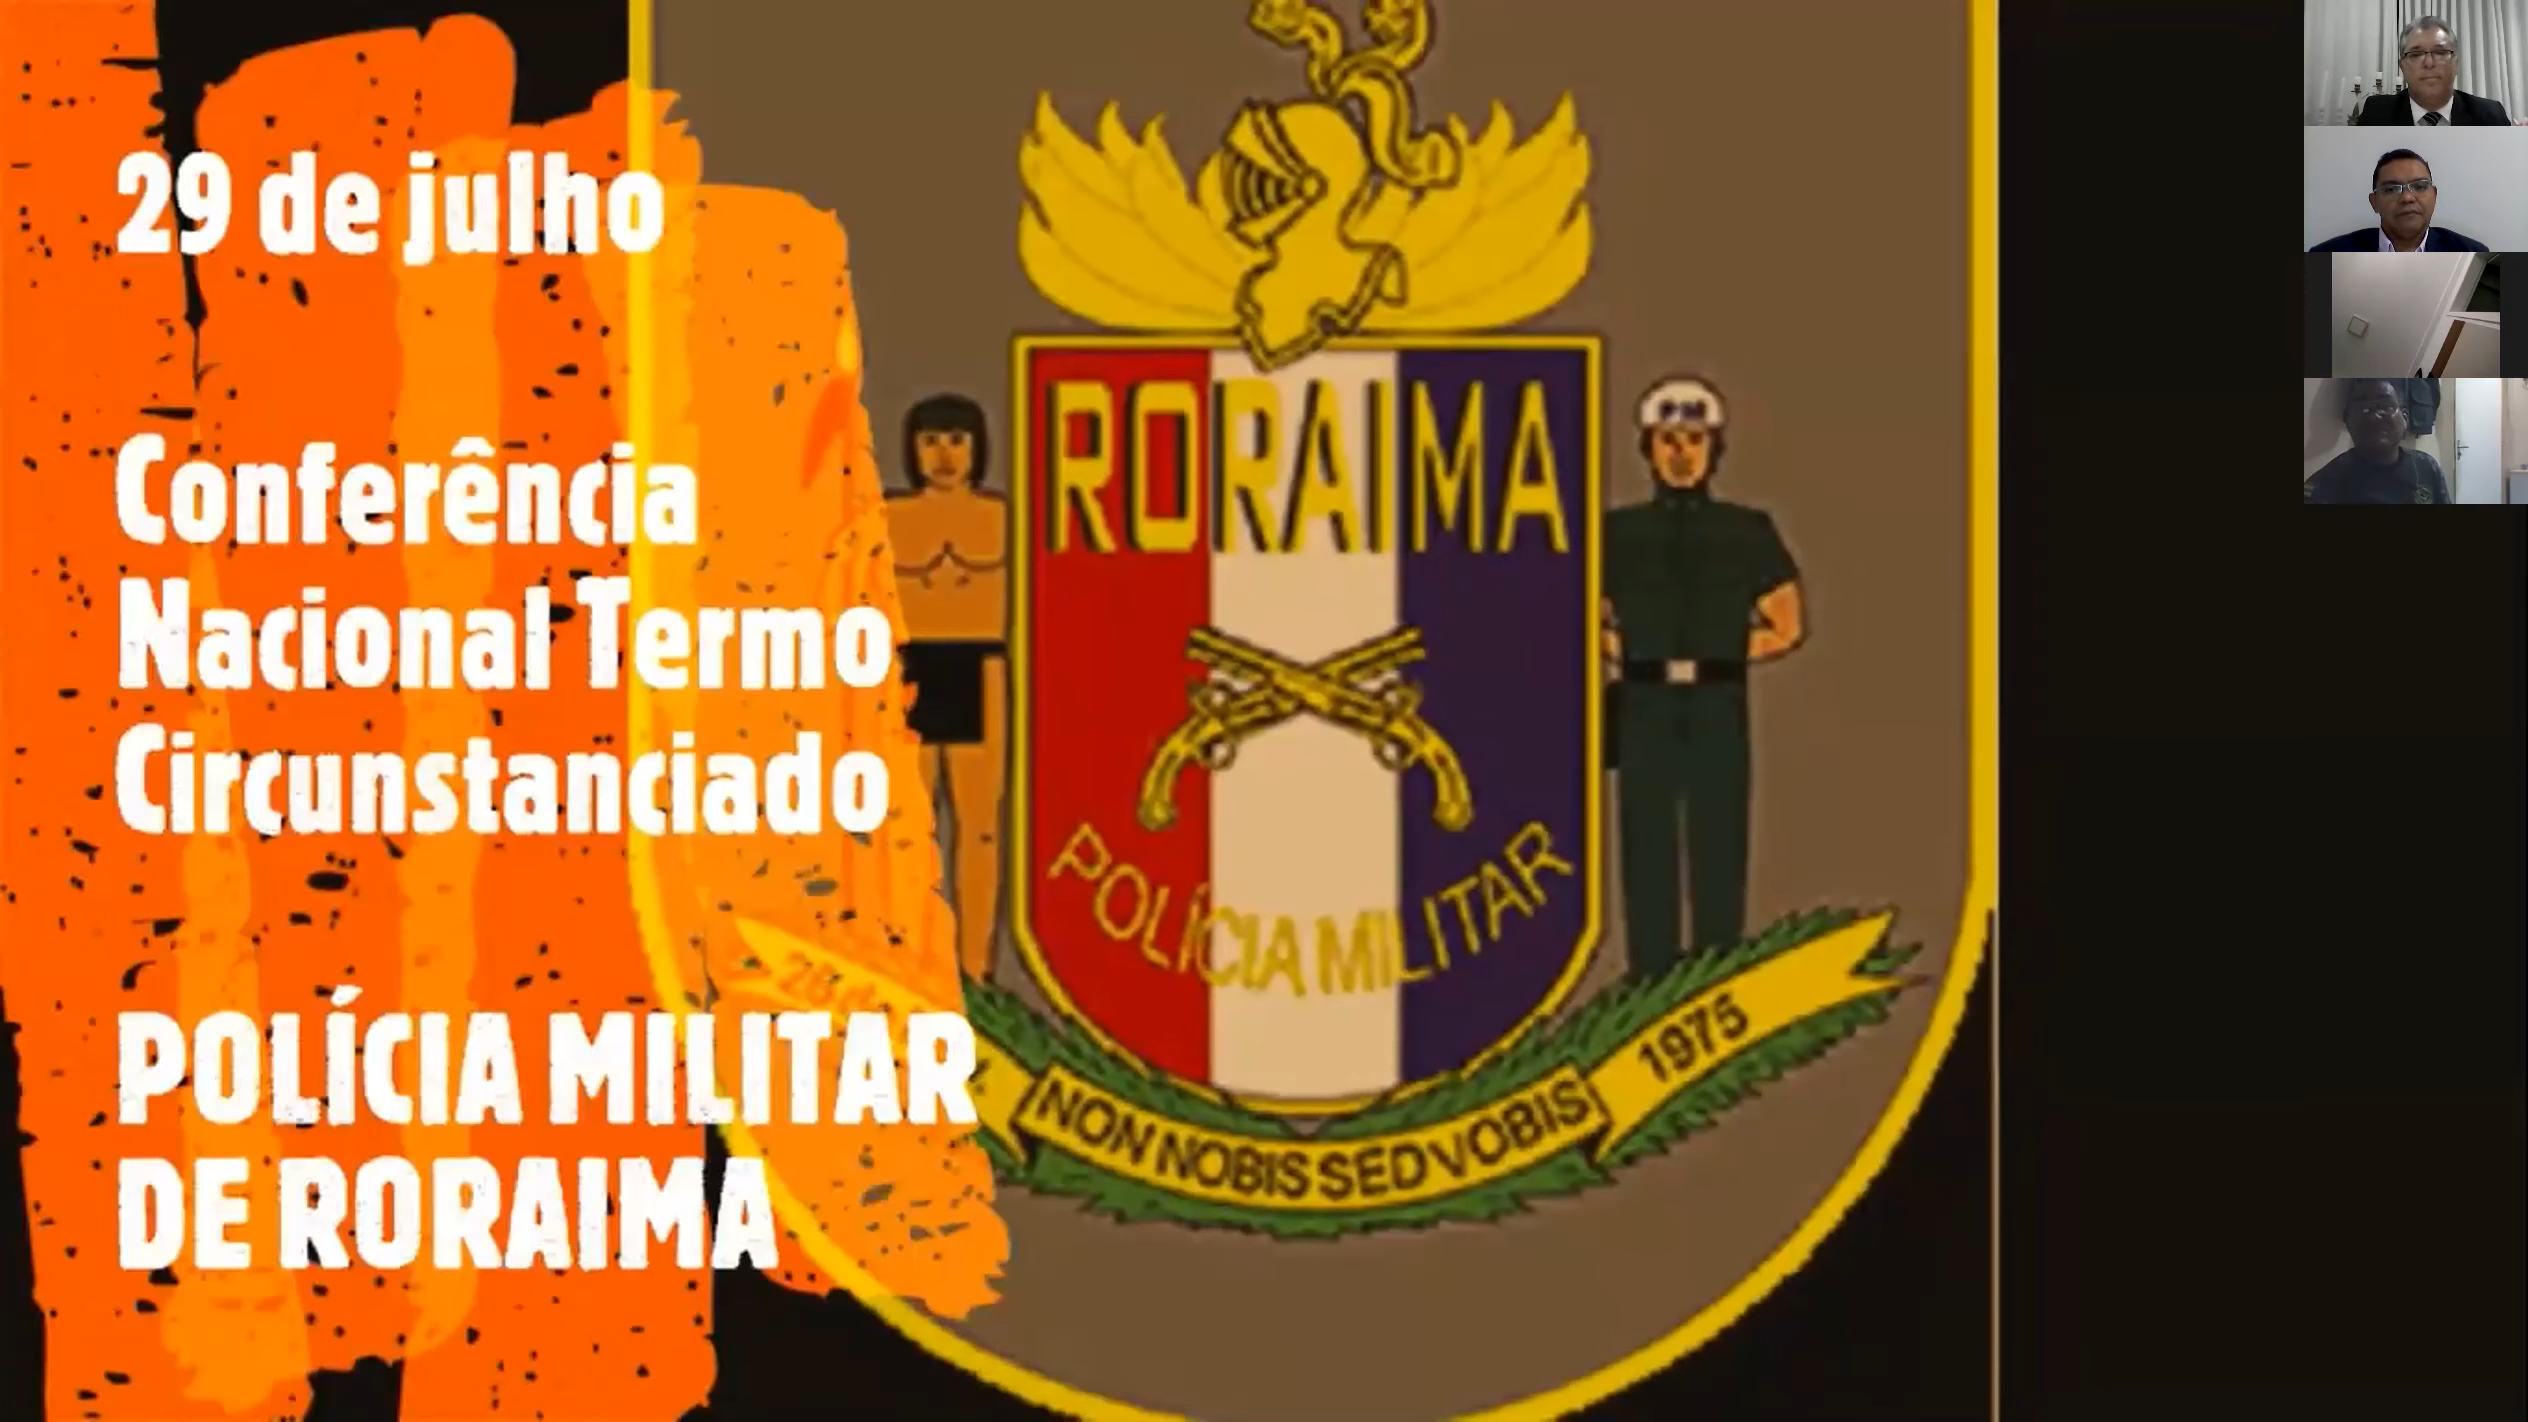 29 de julho
Conferência
Nacional Termo
Circunstanciado
POLÍCIA MILITAR
DE RORAIMA
RORAIMA
PM
POLÍCIA MILITAR
NON NOBIS SED VOBIS
1975